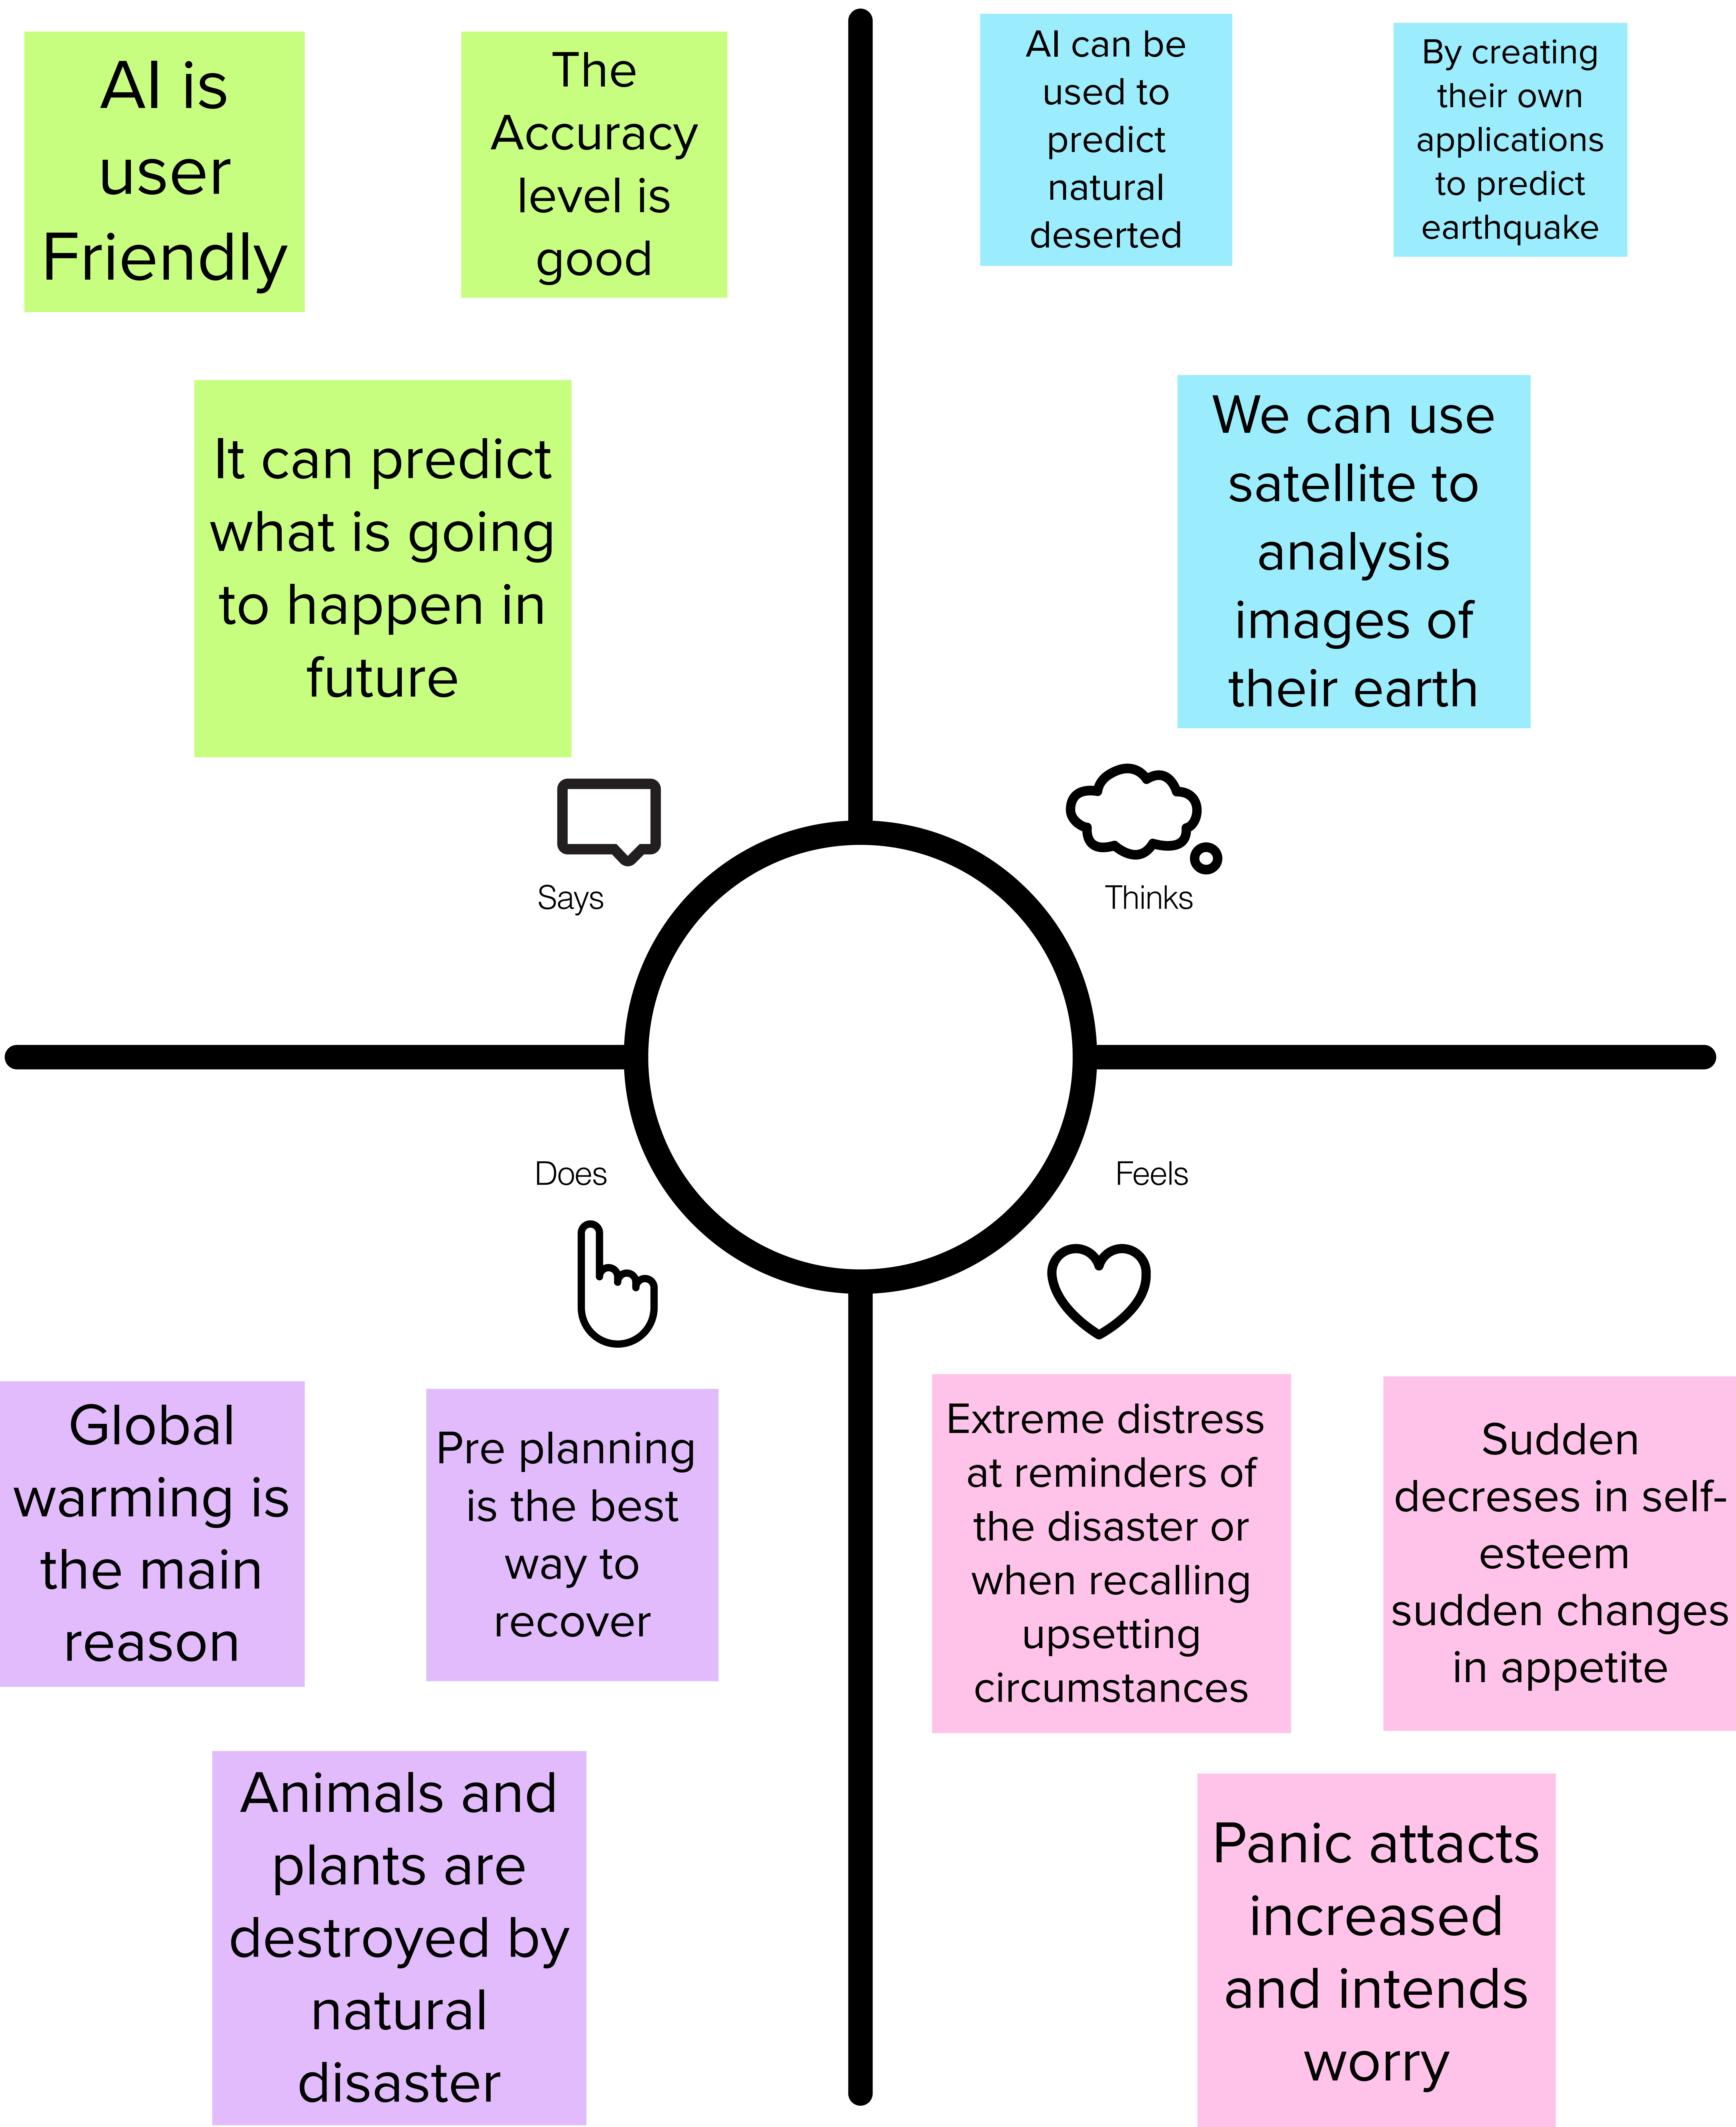 AI is
user
Friendly
The
Accuracy
level is
good
It can predict
what is going
to happen in
future
Says
AI can be
used to
predict
natural
deserted
By creating
their own
applications
to predict
earthquake
We can use
satellite to
analysis
images of
their earth
Thinks
Does
Global
warming is
the main
reason
Pre planning
is the best
way to
recover
Animals and
plants are
destroyed by
natural
disaster
Feels
Extreme distress
at reminders of
the disaster or
when recalling
upsetting
circumstances
Sudden
decreses in self-
esteem
sudden changes
in appetite
Panic attacts
increased
and intends
worry